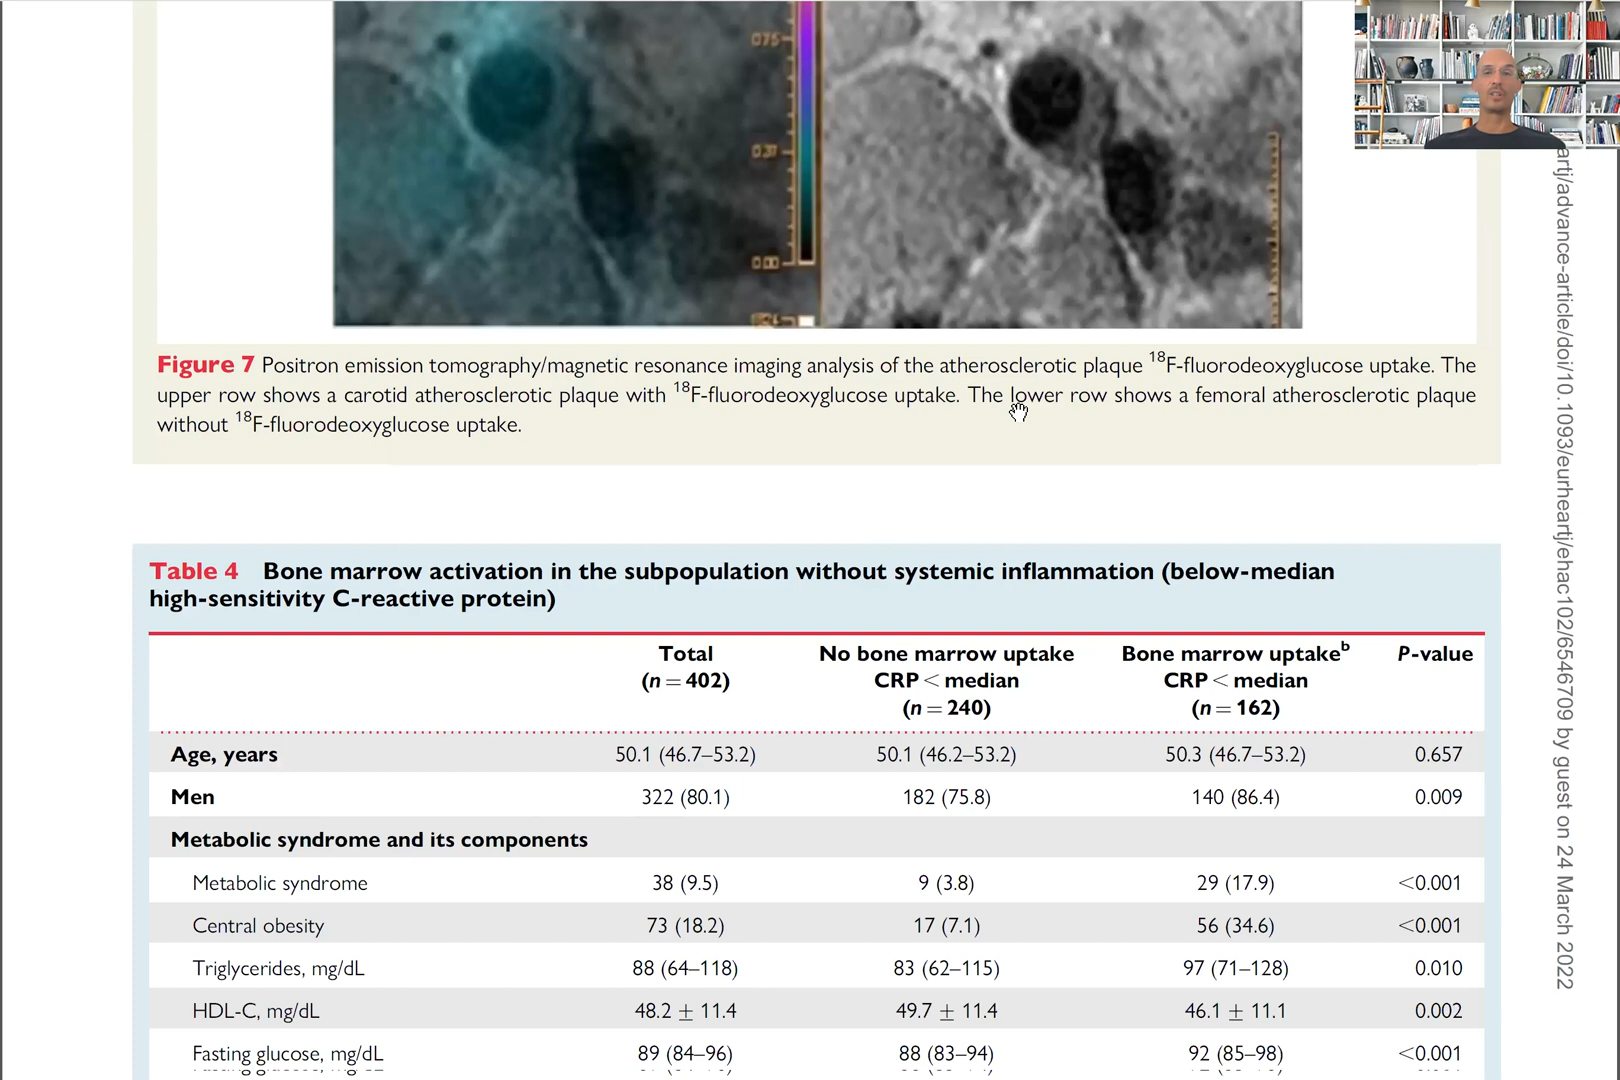 0.75
0.37
0.00
Figure 7 Positron emission tomography/magnetic resonance imaging analysis of the atherosclerotic plaque ¹⁸F-fluorodeoxyglucose uptake. The
upper row shows a carotid atherosclerotic plaque with ¹⁸F-fluorodeoxyglucose uptake. The lower row shows a femoral atherosclerotic plaque
without ¹⁸F-fluorodeoxyglucose uptake.
Table 4 Bone marrow activation in the subpopulation without systemic inflammation (below-median
high-sensitivity C-reactive protein)
Total No bone marrow uptake Bone marrow uptakeᵇ P-value
(n = 402) CRP < median CRP < median
(n = 240) (n = 162)
Age, years 50.1 (46.7–53.2) 50.1 (46.2–53.2) 50.3 (46.7–53.2) 0.657
Men 322 (80.1) 182 (75.8) 140 (86.4) 0.009
Metabolic syndrome and its components
Metabolic syndrome 38 (9.5) 9 (3.8) 29 (17.9) <0.001
Central obesity 73 (18.2) 17 (7.1) 56 (34.6) <0.001
Triglycerides, mg/dL 88 (64–118) 83 (62–115) 97 (71–128) 0.010
HDL-C, mg/dL 48.2 ± 11.4 49.7 ± 11.4 46.1 ± 11.1 0.002
Fasting glucose, mg/dL 89 (84–96) 88 (83–94) 92 (85–98) <0.001
artj/advance-article/doi/10.1093/eurheartj/ehac102/6546709 by guest on 24 March 2022